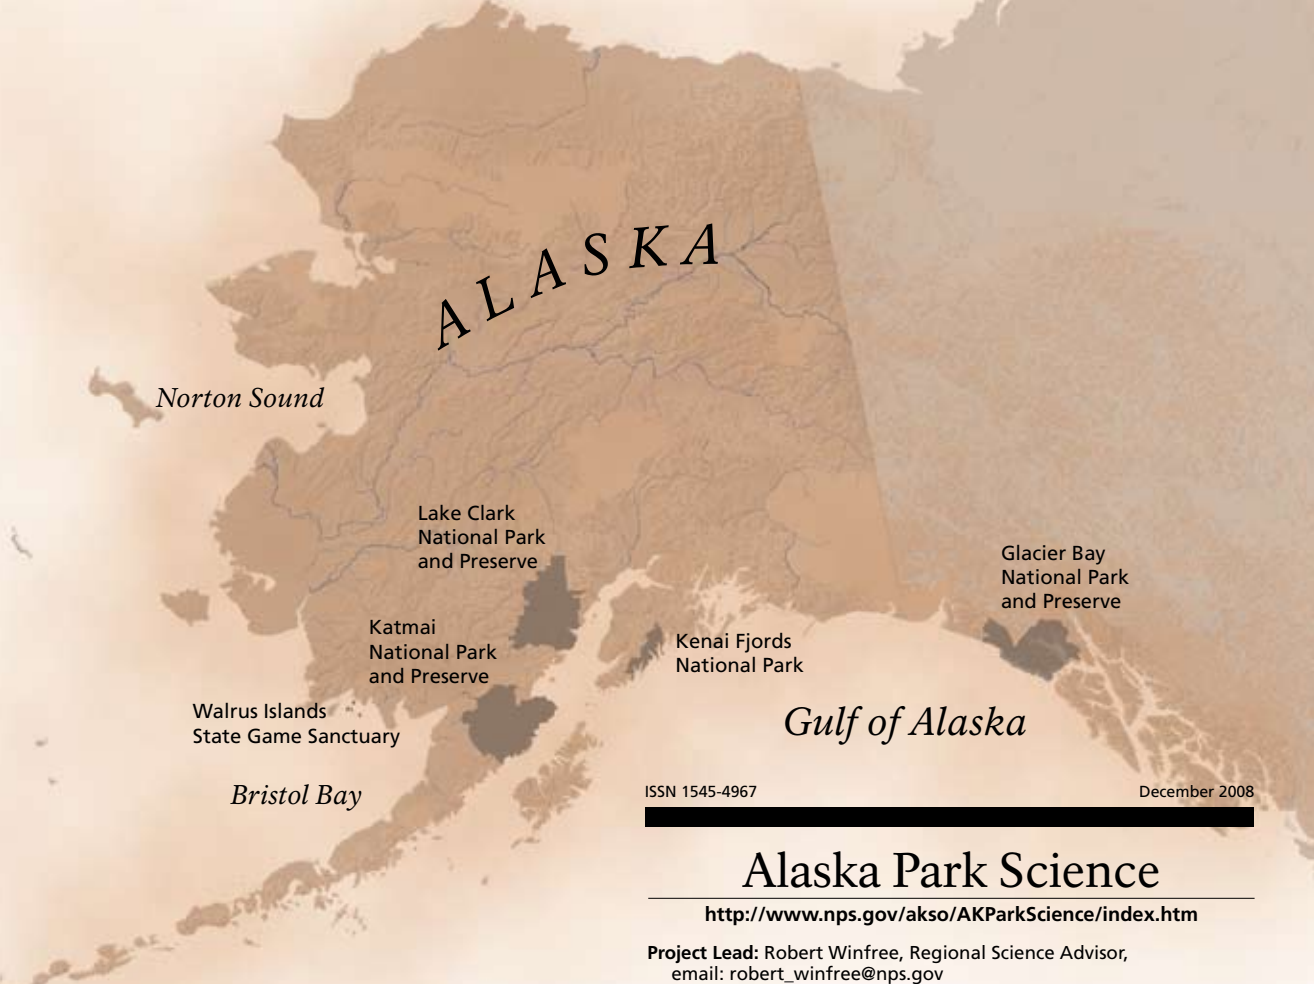 ALASKA
Norton Sound
Lake Clark
National Park
and Preserve
Glacier Bay
National Park
and Preserve
Katmai
National Park
and Preserve
Kenai Fjords
National Park
Walrus Islands
State Game Sanctuary
Gulf of Alaska
Bristol Bay
ISSN 1545-4967
December 2008
Alaska Park Science
http://www.nps.gov/akso/AKParkScience/index.htm
Project Lead: Robert Winfree, Regional Science Advisor,
email: robert_winfree@nps.gov